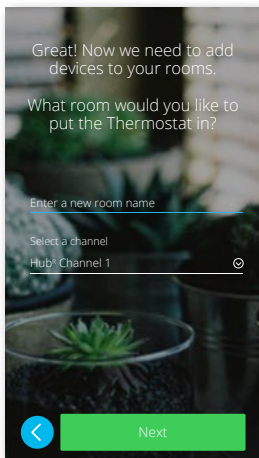 Great! Now we need to add
devices to your rooms.
What room would you like to
put the Thermostat in?
Enter a new room name
Select a channel
Hub⁶ Channel 1
Next